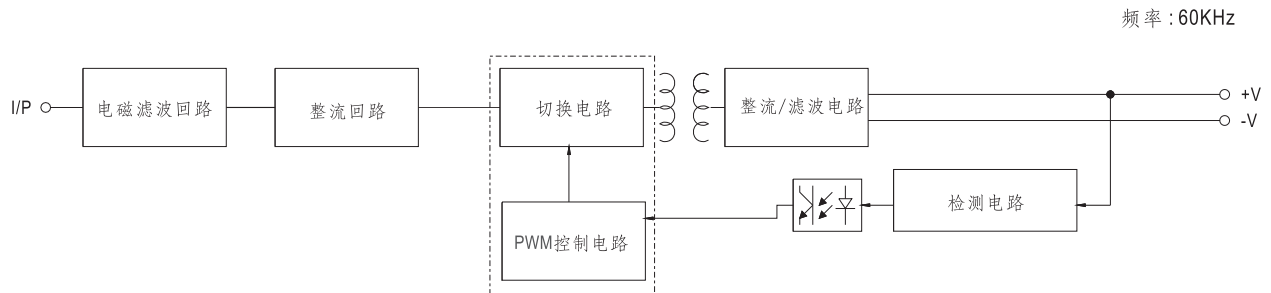 频率 : 60KHz
I/P
电磁滤波回路
整流回路
切换电路
整流/滤波电路
+V
-V
检测电路
PWM控制电路